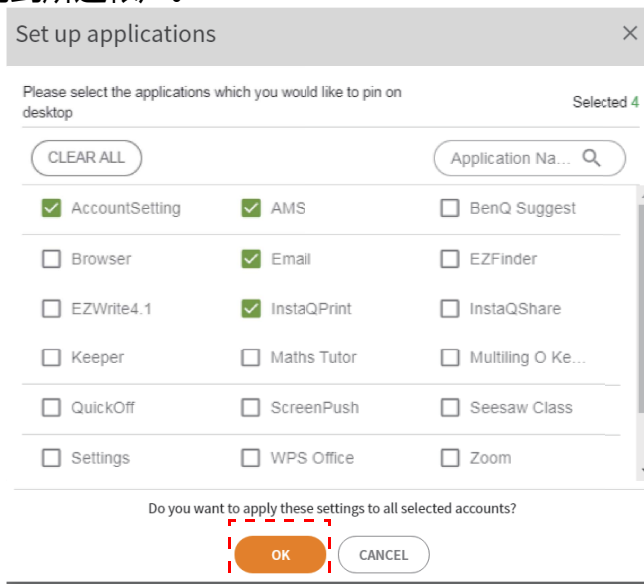 Set up applications
Please select the applications which you would like to pin on
desktop
Selected 4
CLEAR ALL
Application Na...
AccountSetting AMS BenQ Suggest
Browser Email EZFinder
EZWrite4.1 InstaQPrint InstaQShare
Keeper Maths Tutor Multiling O Ke...
QuickOff ScreenPush Seesaw Class
Settings WPS Office Zoom
Do you want to apply these settings to all selected accounts?
OK CANCEL